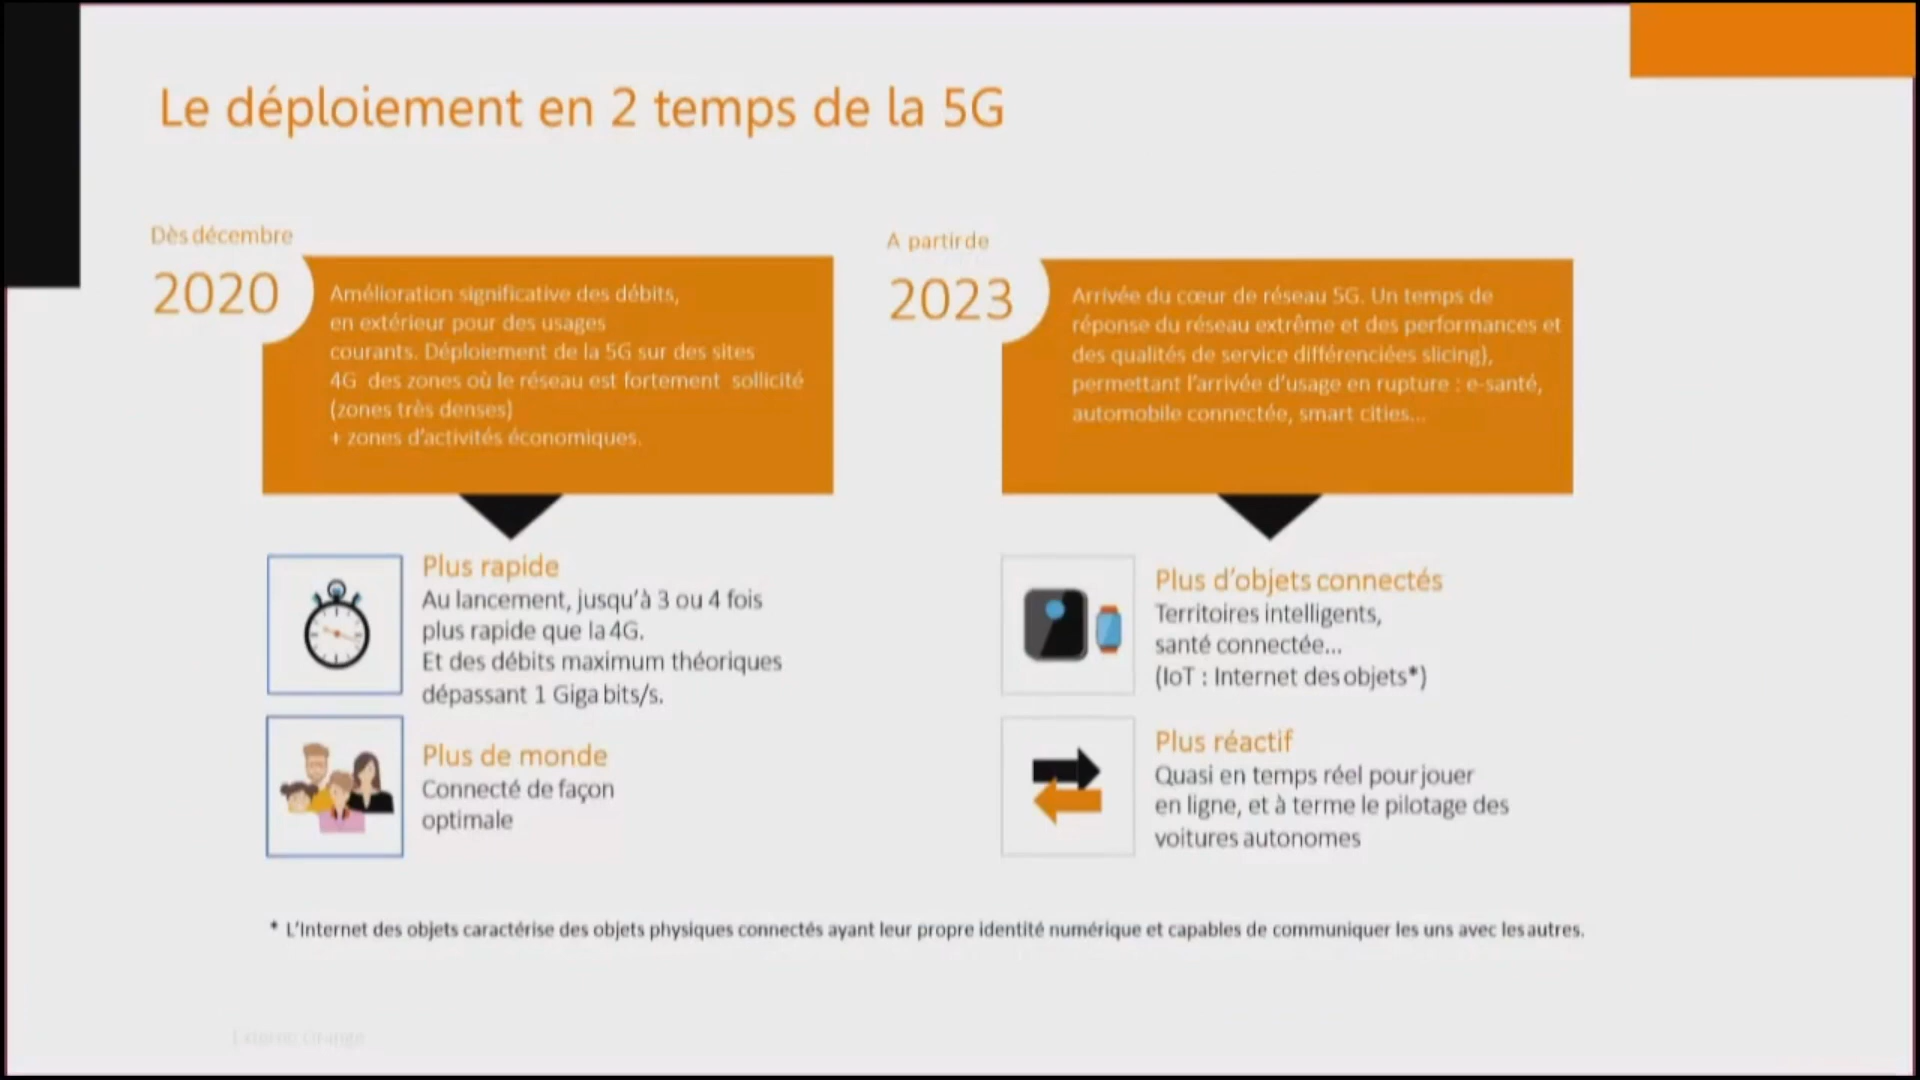 Le déploiement en 2 temps de la 5G
Dès décembre
2020
Amélioration significative des débits,
en extérieur pour des usages
courants. Déploiement de la 5G sur des sites
4G des zones où le réseau est fortement sollicité
(zones très denses)
+ zones d'activités économiques.
Plus rapide
Au lancement, jusqu'à 3 ou 4 fois
plus rapide que la 4G.
Et des débits maximum théoriques
dépassant 1 Giga bits/s.
Plus de monde
Connecté de façon
optimale
A partir de
2023
Arrivée du cœur de réseau 5G. Un temps de
réponse du réseau extrême et des performances et
des qualités de service différenciées slicing),
permettant l'arrivée d'usage en rupture : e-santé,
automobile connectée, smart cities...
Plus d'objets connectés
Territoires intelligents,
santé connectée...
(IoT : Internet des objets*)
Plus réactif
Quasi en temps réel pour jouer
en ligne, et à terme le pilotage des
voitures autonomes
* L'Internet des objets caractérise des objets physiques connectés ayant leur propre identité numérique et capables de communiquer les uns avec les autres.
Orange